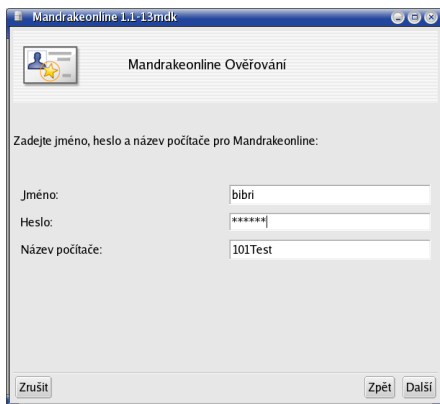 Mandrakeonline 1.1-13mdk
Mandrakeonline Ověřování
Zadejte jméno, heslo a název počítače pro Mandrakeonline:
Jméno: bibri
Heslo: ******
Název počítače: 101Test
Zrušit Zpět Další